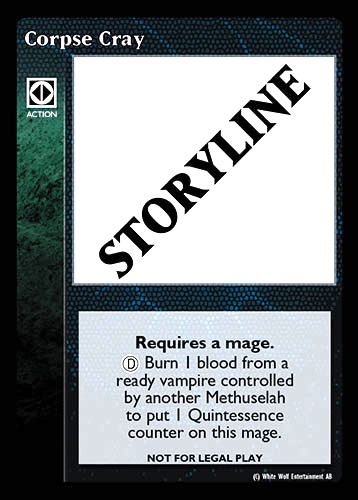 Corpse Cray
ACTION
STORYLINE
Requires a mage.
Ⓓ Burn 1 blood from a
ready vampire controlled
by another Methuselah
to put 1 Quintessence
counter on this mage.
NOT FOR LEGAL PLAY
(C) White Wolf Entertainment AB